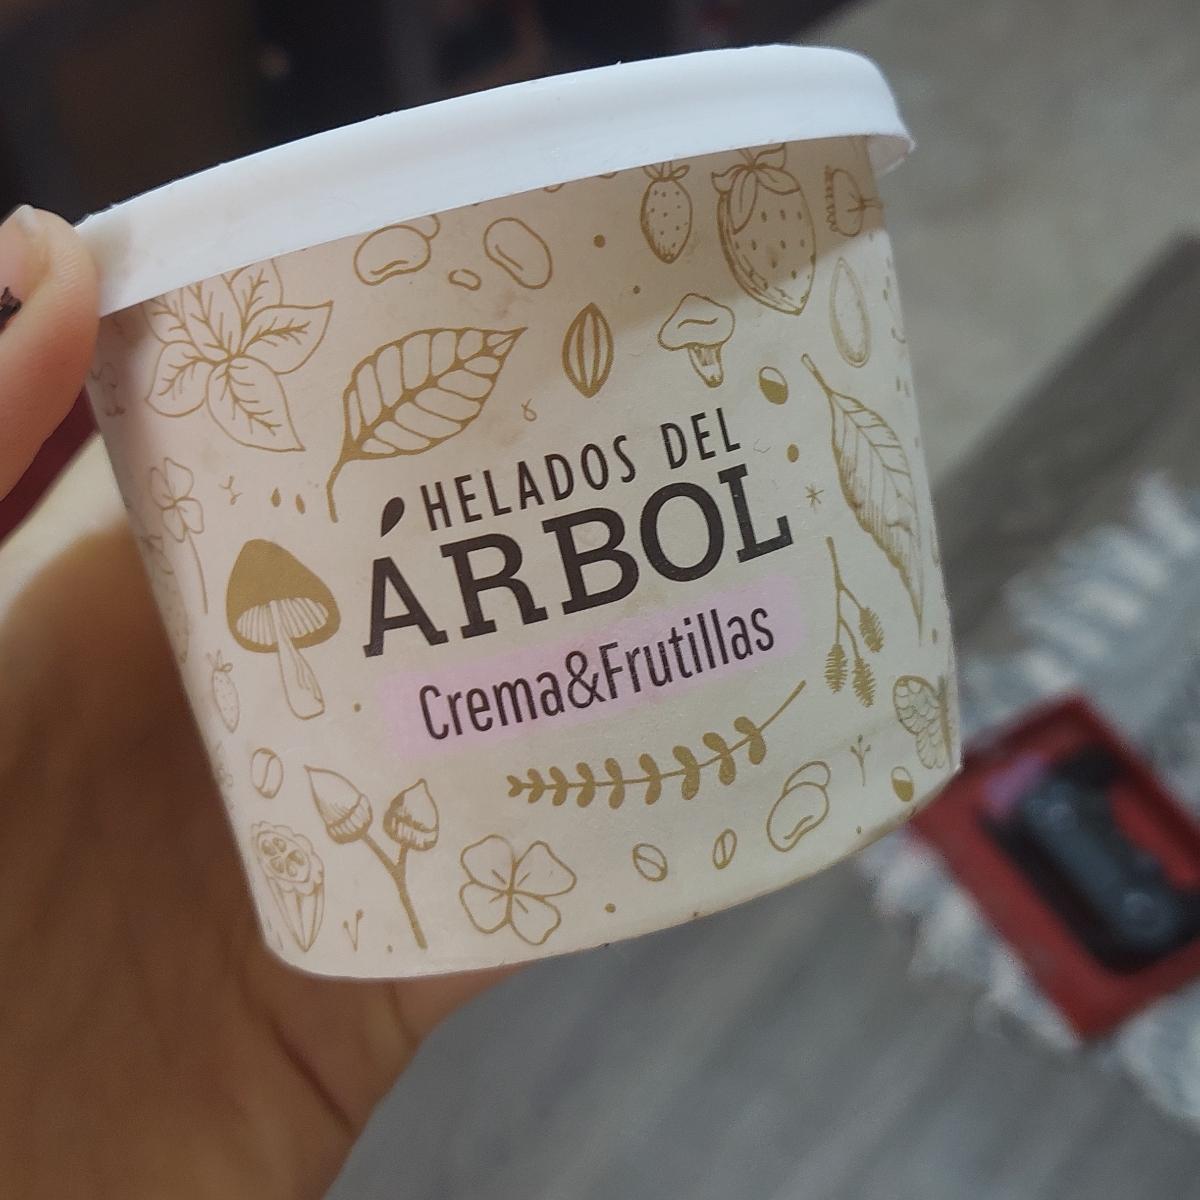 HELADOS DEL
ÁRBOL
Crema&Frutillas